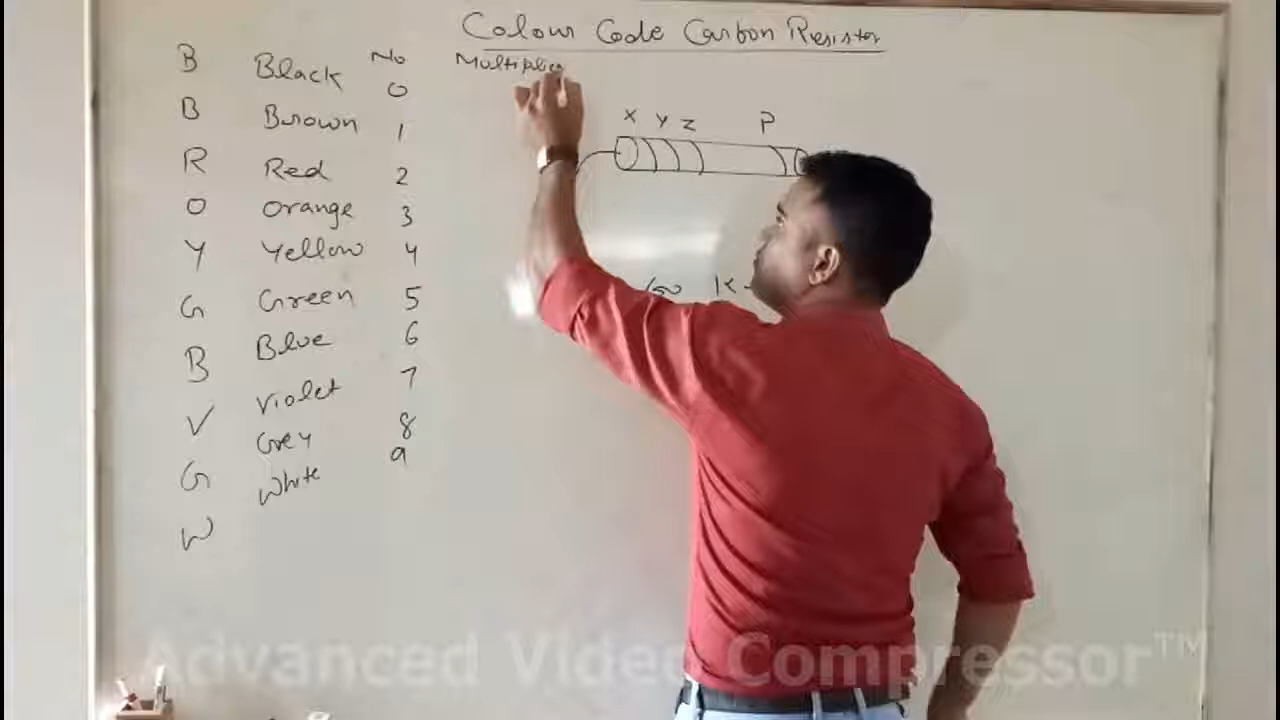 Colour Code Carbon Resistor
No Multiplie
B Black 0
B Brown 1
R Red 2
O Orange 3
Y Yellow 4
G Green 5
B Blue 6
V Violet 7
G Grey 8
W White 9
X Y Z P
K
Advanced Video Compressor™